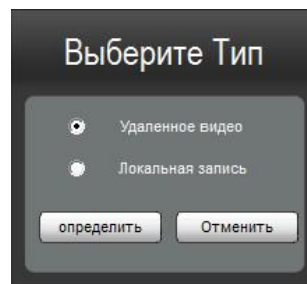 Выберите Тип
Удаленное видео
Локальная запись
определить Отменить